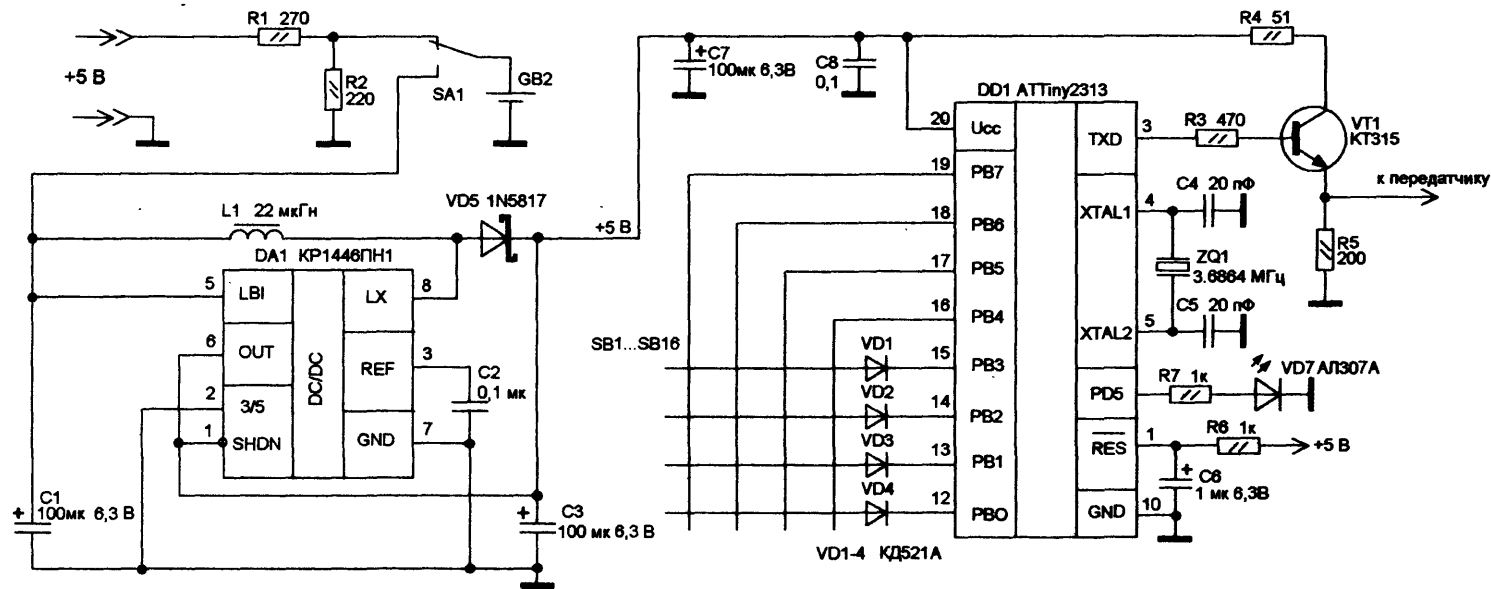 R1 270
+5 В
R2
220
SA1
GB2
L1 22 мкГн
VD5 1N5817
+5 В
DA1 КР1446ПН1
5
LBI
LX
8
6
OUT
REF
3
DC/DC
2
3/5
1
SHDN
GND
7
C2
0,1 мк
C1
+
100мк 6,3 В
+
C3
100 мк 6,3 В
+
C7
100мк 6,3В
C8
0,1
R4 51
DD1 ATTiny2313
20
Ucc
TXD
3
R3 470
VT1
КТ315
19
PB7
18
PB6
17
PB5
16
PB4
SB1...SB16
VD1
15
PB3
VD2
14
PB2
VD3
13
PB1
VD4
12
PB0
VD1-4 КД521А
XTAL1
4
C4 20 пФ
ZQ1
3.6864 МГц
XTAL2
5
C5 20 пФ
к передатчику
R5
200
PD5
R7 1к
VD7 АЛ307А
RES
1
R6 1к
+5 В
+
C6
1 мк 6,3В
GND
10